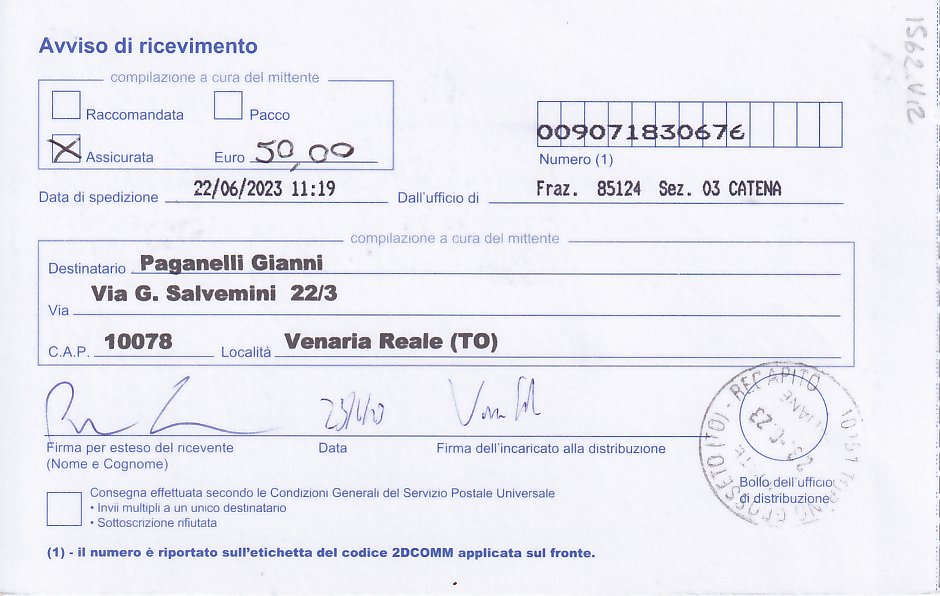 Avviso di ricevimento
compilazione a cura del mittente
Raccomandata Pacco
Assicurata Euro 50,00
009071830676
Numero (1)
Data di spedizione 22/06/2023 11:19 Dall'ufficio di Fraz. 85124 Sez. 03 CATENA
compilazione a cura del mittente
Destinatario Paganelli Gianni
Via G. Salvemini 22/3
Via
C.A.P. 10078 Località Venaria Reale (TO)
Firma per esteso del ricevente Data Firma dell'incaricato alla distribuzione
(Nome e Cognome)
RECAPITO
GROSSETO (TO)
Bollo dell'ufficio
di distribuzione
Consegna effettuata secondo le Condizioni Generali del Servizio Postale Universale
• Invii multipli a un unico destinatario
• Sottoscrizione rifiutata
(1) - il numero è riportato sull'etichetta del codice 2DCOMM applicata sul fronte.